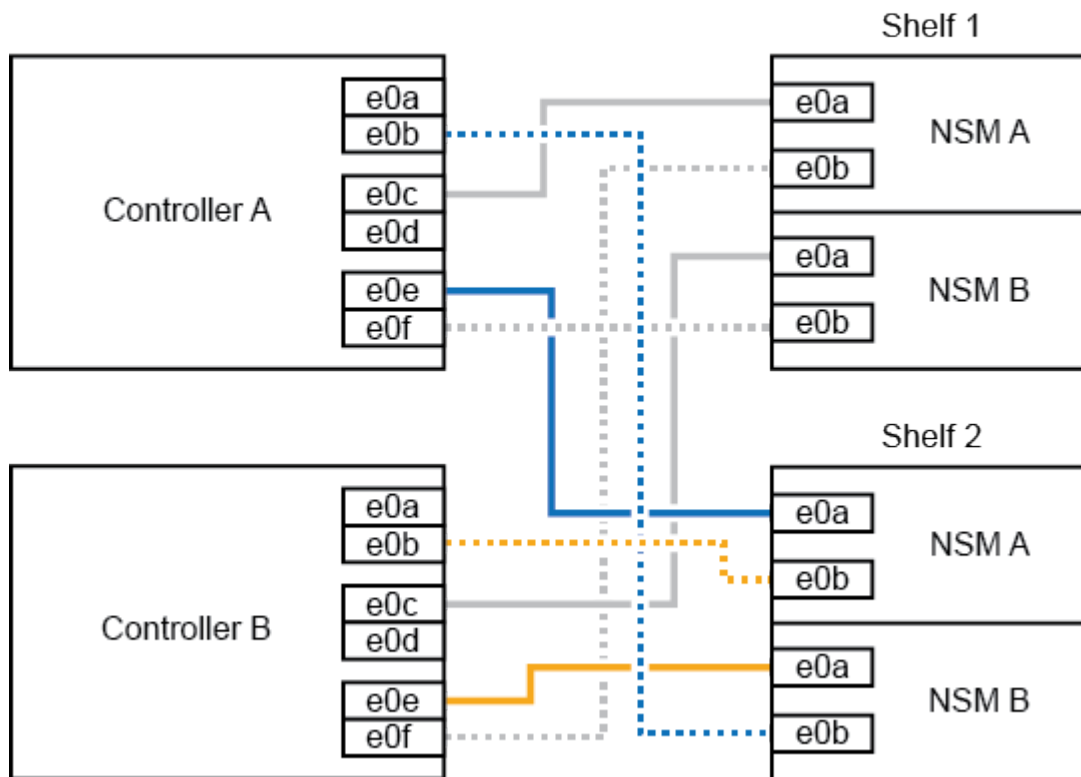 Shelf 1
Controller A
e0a
e0b
e0c
e0d
e0e
e0f
e0a
e0b
NSM A
e0a
e0b
NSM B
Shelf 2
Controller B
e0a
e0b
e0c
e0d
e0e
e0f
e0a
e0b
NSM A
e0a
e0b
NSM B